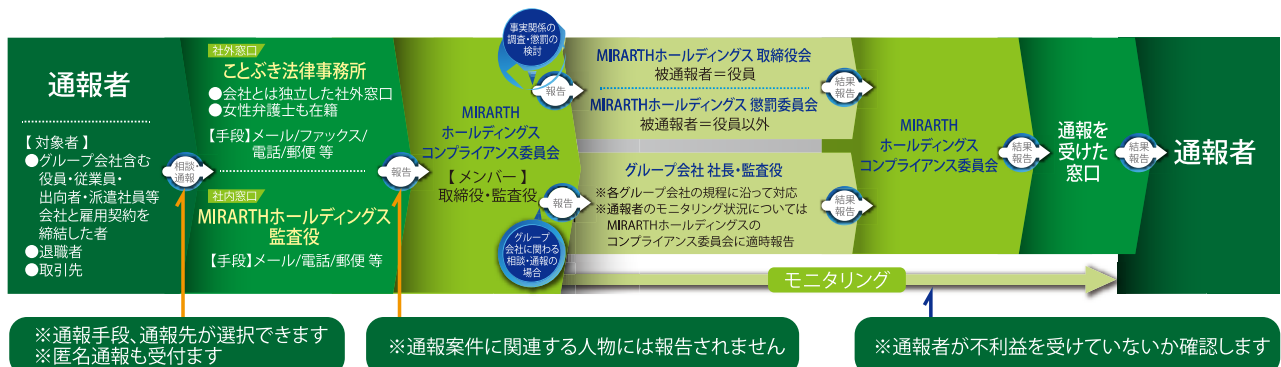 通報者
【 対象者 】
●グループ会社含む
役員・従業員・
出向者・派遣社員等
会社と雇用契約を
締結した者
●退職者
●取引先
相談・
通報
社外窓口
ことぶき法律事務所
●会社とは独立した社外窓口
●女性弁護士も在籍
【手段】メール/ファックス/
電話/郵便 等
社内窓口
MIRARTHホールディングス
監査役
【手段】メール/電話/郵便 等
報告
MIRARTH
ホールディングス
コンプライアンス委員会
【 メンバー 】
取締役・監査役
事実関係の
調査・懲罰の
検討
報告
グループ
会社に関わる
相談・通報の
場合
報告
MIRARTHホールディングス 取締役会
被通報者＝役員
MIRARTHホールディングス 懲罰委員会
被通報者＝役員以外
結果
報告
グループ会社 社長・監査役
※各グループ会社の規程に沿って対応
※通報者のモニタリング状況については
MIRARTHホールディングスの
コンプライアンス委員会に適時報告
結果
報告
MIRARTH
ホールディングス
コンプライアンス委員会
結果
報告
通報を
受けた
窓口
結果
報告
通報者
モニタリング
※通報手段、通報先が選択できます
※匿名通報も受付ます
※通報案件に関連する人物には報告されません
※通報者が不利益を受けていないか確認します